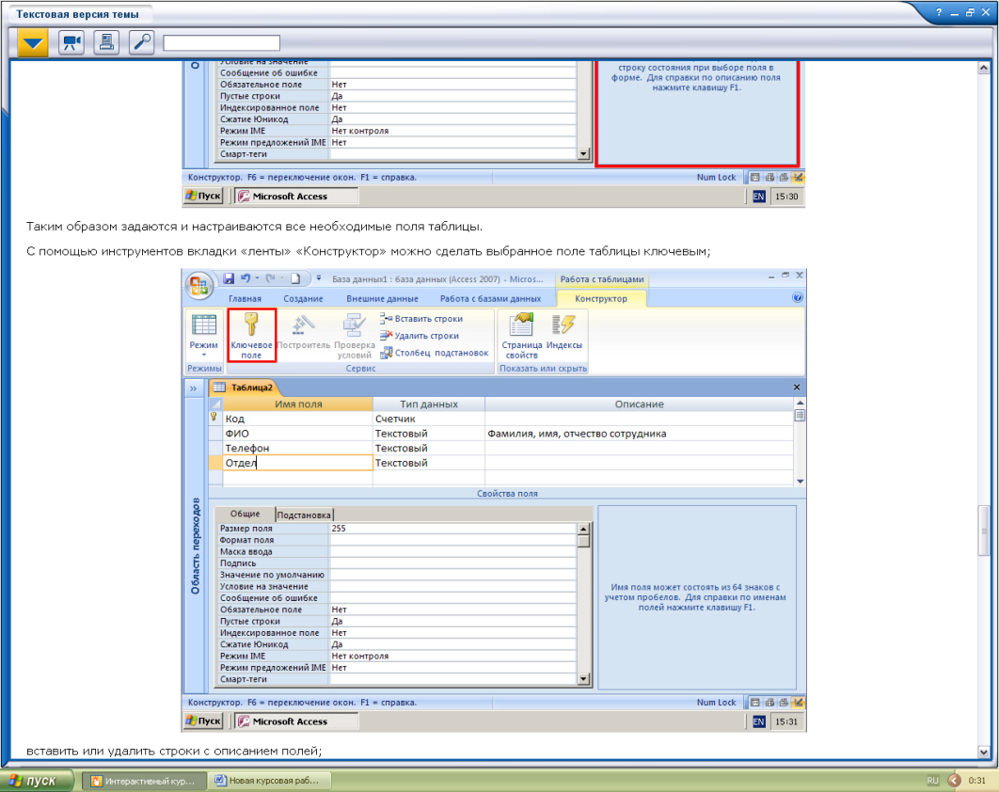 Текстовая версия темы
Условие на значение
Сообщение об ошибке
Обязательное поле Нет
Пустые строки Да
Индексированное поле Нет
Сжатие Юникод Да
Режим IME Нет контроля
Режим предложений IME Нет
Смарт-теги
строку состояния при выборе поля в
форме. Для справки по описанию поля
нажмите клавишу F1.
Конструктор. F6 = переключение окон. F1 = справка. Num Lock
Пуск Microsoft Access EN 15:30
Таким образом задаются и настраиваются все необходимые поля таблицы.
С помощью инструментов вкладки «ленты» «Конструктор» можно сделать выбранное поле таблицы ключевым;
База данных1 : база данных (Access 2007) - Micros... Работа с таблицами
Главная Создание Внешние данные Работа с базами данных Конструктор
Режим
Ключевое
поле
Построитель
Проверка
условий
Вставить строки
Удалить строки
Столбец подстановок
Страница
свойств
Индексы
Режимы Сервис Показать или скрыть
Таблица2
Имя поля Тип данных Описание
Код Счетчик
ФИО Текстовый Фамилия, имя, отчество сотрудника
Телефон Текстовый
Отдел Текстовый
Свойства поля
Область переходов
Общие Подстановка
Размер поля 255
Формат поля
Маска ввода
Подпись
Значение по умолчанию
Условие на значение
Сообщение об ошибке
Обязательное поле Нет
Пустые строки Да
Индексированное поле Нет
Сжатие Юникод Да
Режим IME Нет контроля
Режим предложений IME Нет
Смарт-теги
Имя поля может состоять из 64 знаков с
учетом пробелов. Для справки по именам
полей нажмите клавишу F1.
Конструктор. F6 = переключение окон. F1 = справка. Num Lock
Пуск Microsoft Access EN 15:31
вставить или удалить строки с описанием полей;
пуск Интерактивный кур... Новая курсовая раб... RU 0:31